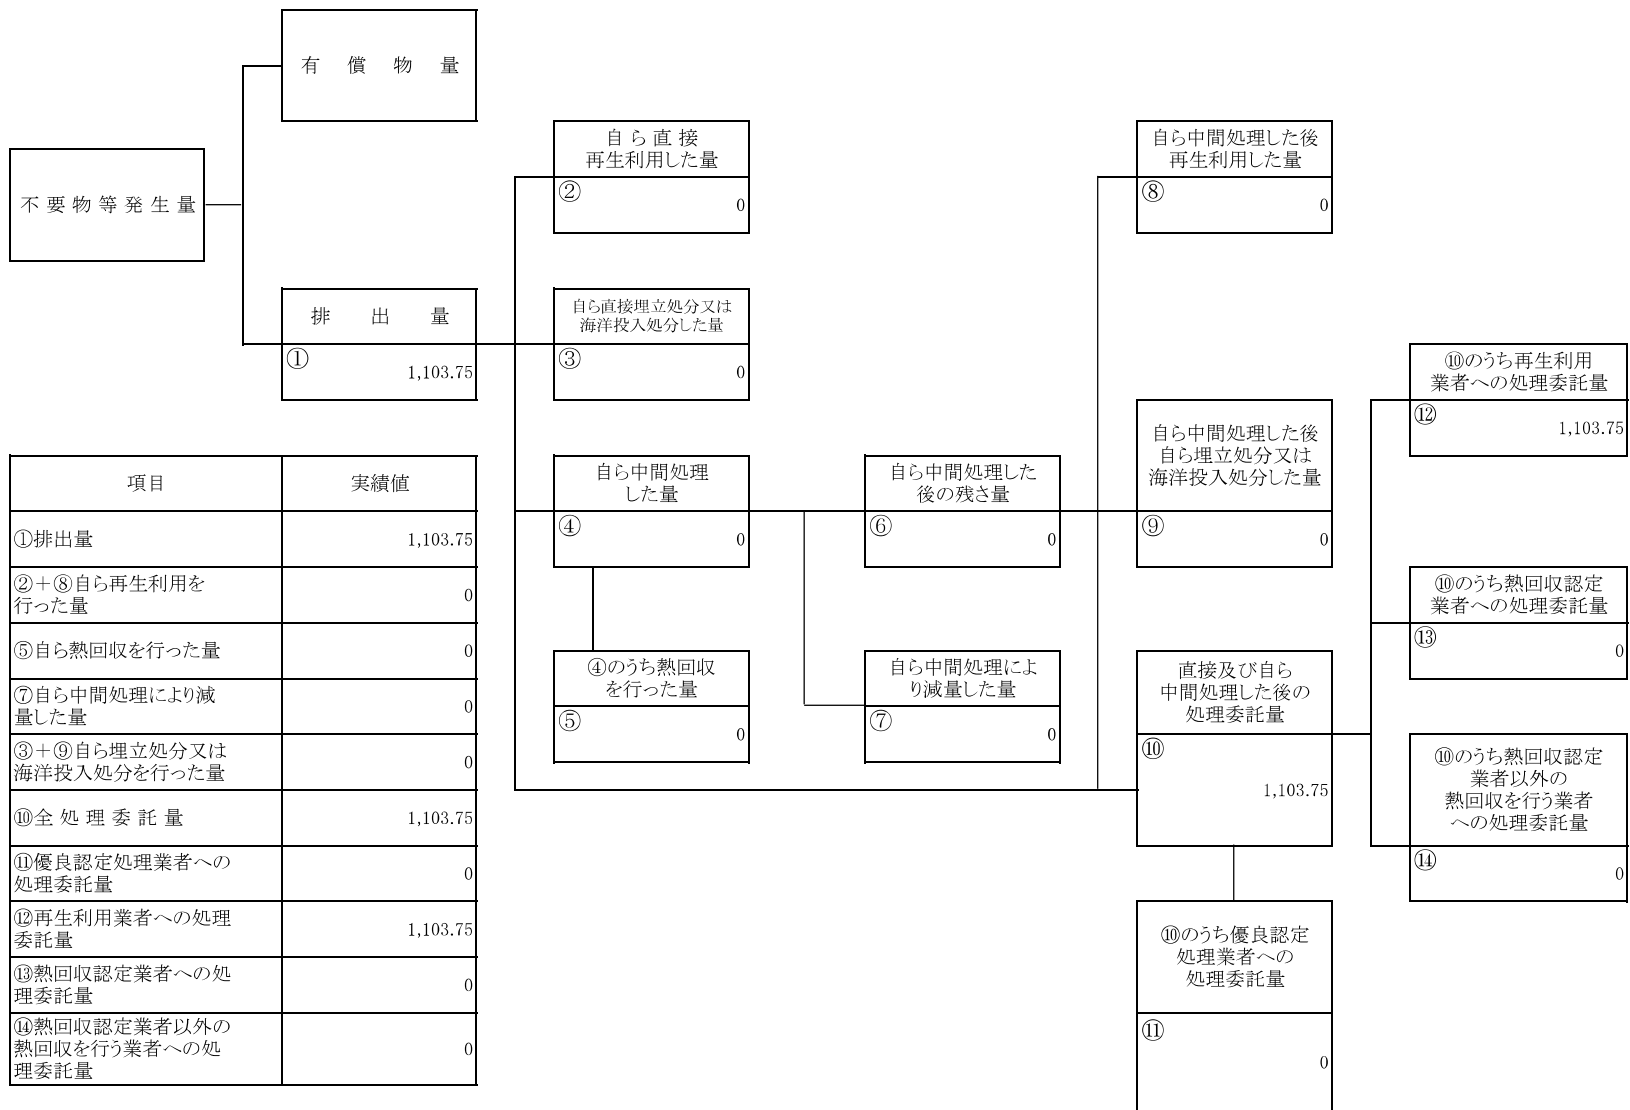 有償物量
不要物等発生量
排出量
①
1,103.75
自ら直接
再生利用した量
②
0
自ら直接埋立処分又は
海洋投入処分した量
③
0
自ら中間処理
した量
④
0
④のうち熱回収
を行った量
⑤
0
自ら中間処理した
後の残さ量
⑥
0
自ら中間処理によ
り減量した量
⑦
0
自ら中間処理した後
再生利用した量
⑧
0
自ら中間処理した後
自ら埋立処分又は
海洋投入処分した量
⑨
0
直接及び自ら
中間処理した後の
処理委託量
⑩
1,103.75
⑩のうち優良認定
処理業者への
処理委託量
⑪
0
⑩のうち再生利用
業者への処理委託量
⑫
1,103.75
⑩のうち熱回収認定
業者への処理委託量
⑬
0
⑩のうち熱回収認定
業者以外の
熱回収を行う業者
への処理委託量
⑭
0
項目 実績値
①排出量 1,103.75
②+⑧自ら再生利用を
行った量 0
⑤自ら熱回収を行った量 0
⑦自ら中間処理により減
量した量 0
③+⑨自ら埋立処分又は
海洋投入処分を行った量 0
⑩全処理委託量 1,103.75
⑪優良認定処理業者への
処理委託量 0
⑫再生利用業者への処理
委託量 1,103.75
⑬熱回収認定業者への処
理委託量 0
⑭熱回収認定業者以外の
熱回収を行う業者への処
理委託量 0